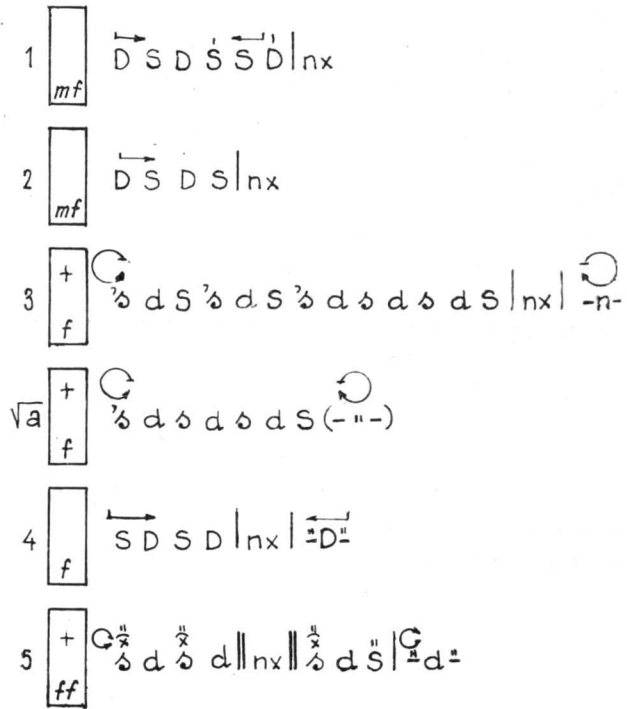 1 mf D S D Ṡ S Ḋ|nx
2 mf D S D S|nx
3 + f 's d S 's d S 's d s d s d S|nx| -n-
√a + f 's d s d s d S (-"-)
4 f S D S D|nx| "D"
5 + ff ẍ s d ẍ s d||nx||ẍ s d S̈|"d"